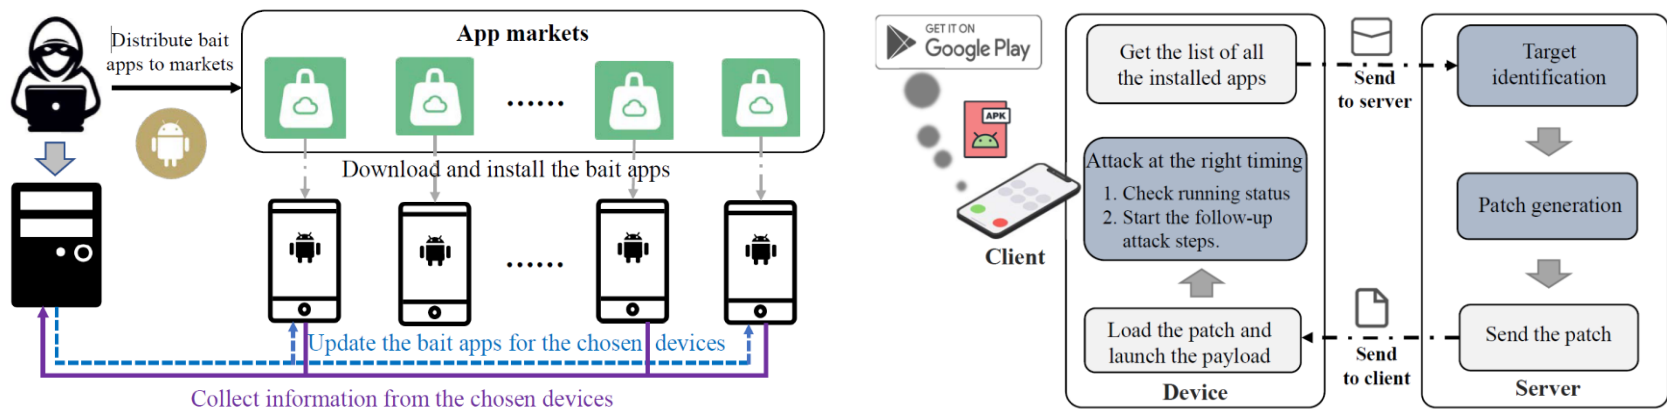 Distribute bait
apps to markets
App markets
......
Download and install the bait apps
......
Update the bait apps for the chosen devices
Collect information from the chosen devices
GET IT ON
Google Play
APK
Client
Get the list of all
the installed apps
Attack at the right timing
1. Check running status
2. Start the follow-up
attack steps.
Load the patch and
launch the payload
Device
Send
to server
Send
to client
Target
identification
Patch generation
Send the patch
Server